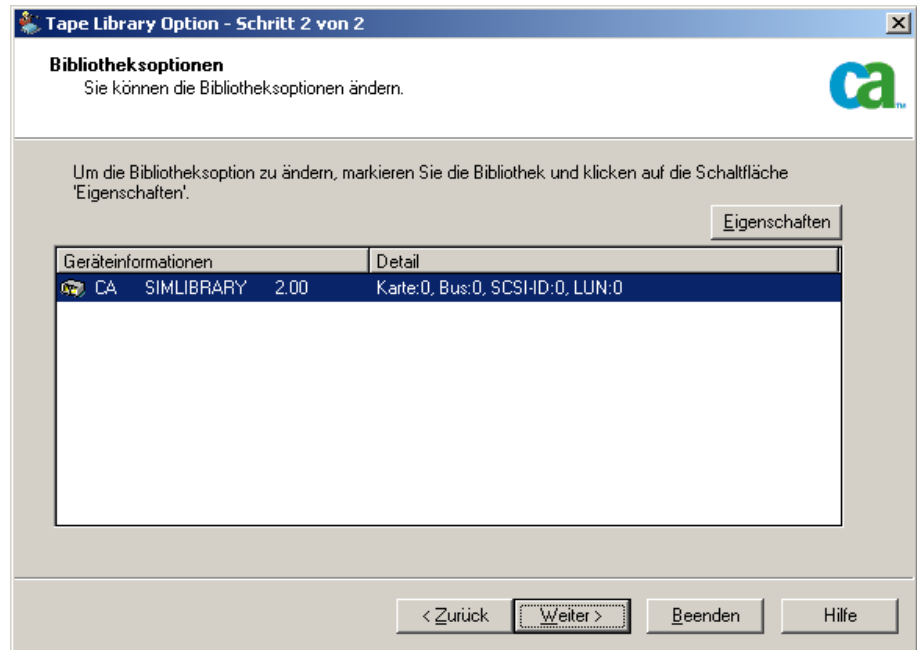 Tape Library Option - Schritt 2 von 2
Bibliotheksoptionen
Sie können die Bibliotheksoptionen ändern.
ca TM
Um die Bibliotheksoption zu ändern, markieren Sie die Bibliothek und klicken auf die Schaltfläche
'Eigenschaften'.
Eigenschaften
Geräteinformationen Detail
CA SIMLIBRARY 2.00 Karte:0, Bus:0, SCSI-ID:0, LUN:0
< Zurück Weiter > Beenden Hilfe